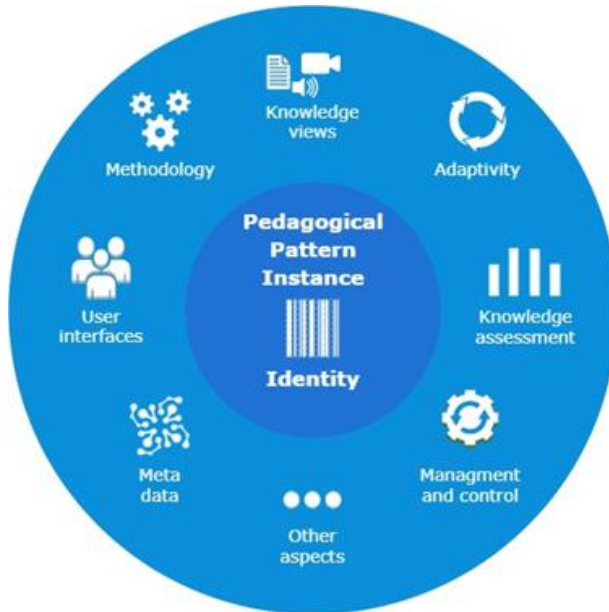 Knowledge
views
Methodology
Adaptivity
Pedagogical
Pattern
Instance
Identity
User
interfaces
Knowledge
assessment
Meta
data
Managment
and control
Other
aspects